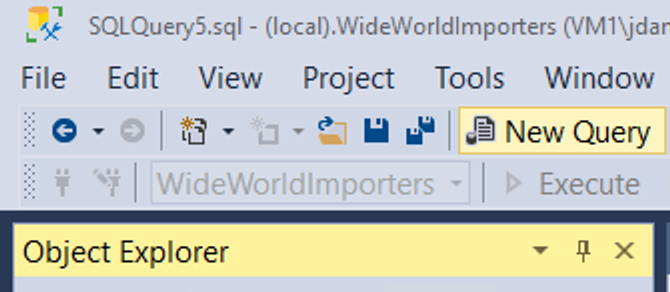 SQLQuery5.sql - (local).WideWorldImporters (VM1\jdan
File Edit View Project Tools Window
New Query
WideWorldImporters Execute
Object Explorer